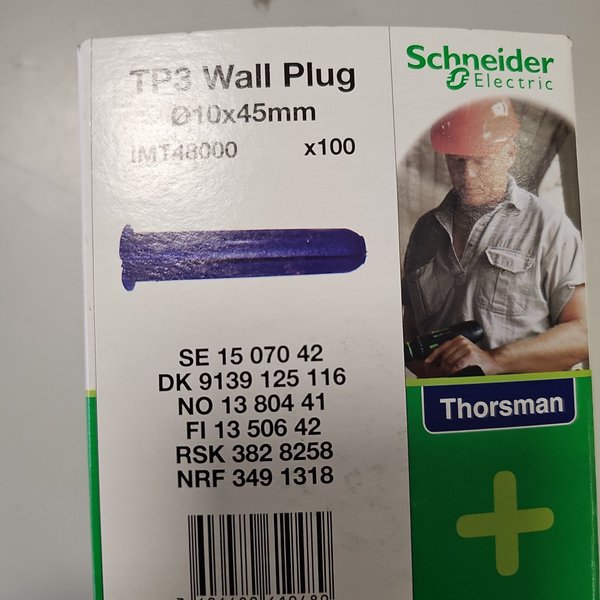 TP3 Wall Plug
Ø10x45mm
IMT48000 x100
Schneider
Electric
SE 15 070 42
DK 9139 125 116
NO 13 804 41
FI 13 506 42
RSK 382 8258
NRF 349 1318
Thorsman